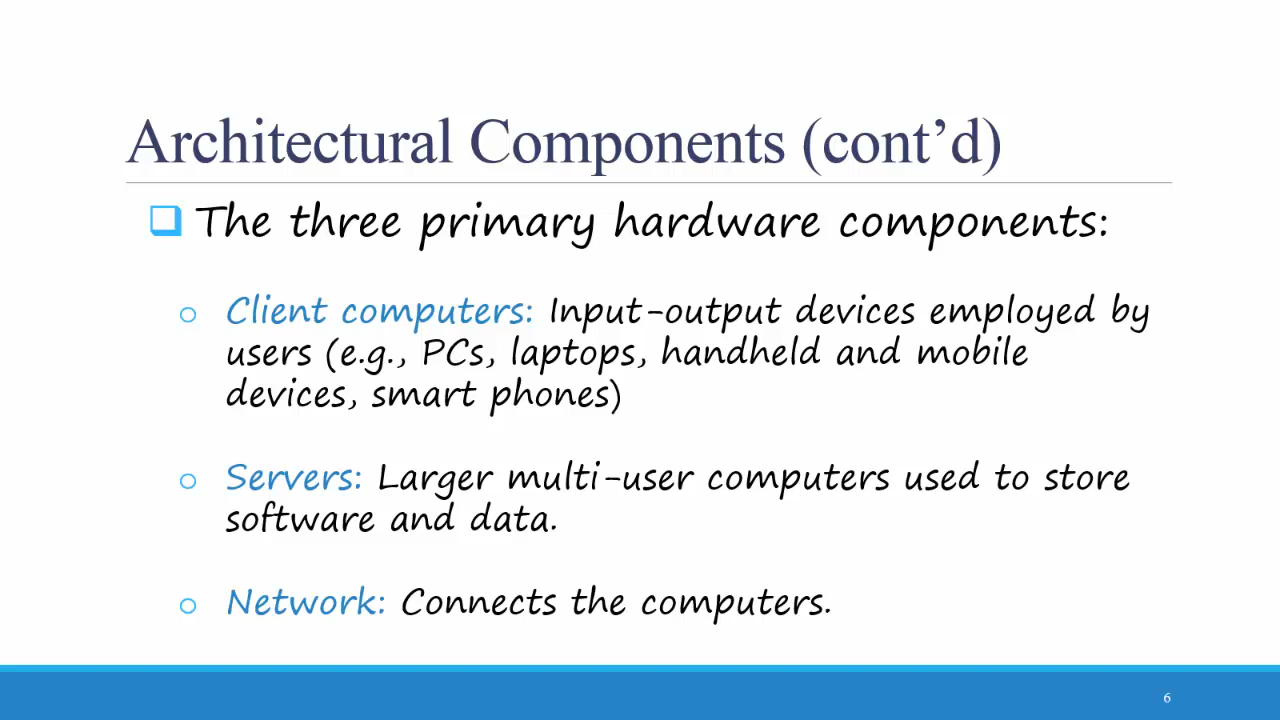 Architectural Components (cont’d)
The three primary hardware components:
Client computers: Input-output devices employed by
users (e.g., PCs, laptops, handheld and mobile
devices, smart phones)
Servers: Larger multi-user computers used to store
software and data.
Network: Connects the computers.
6